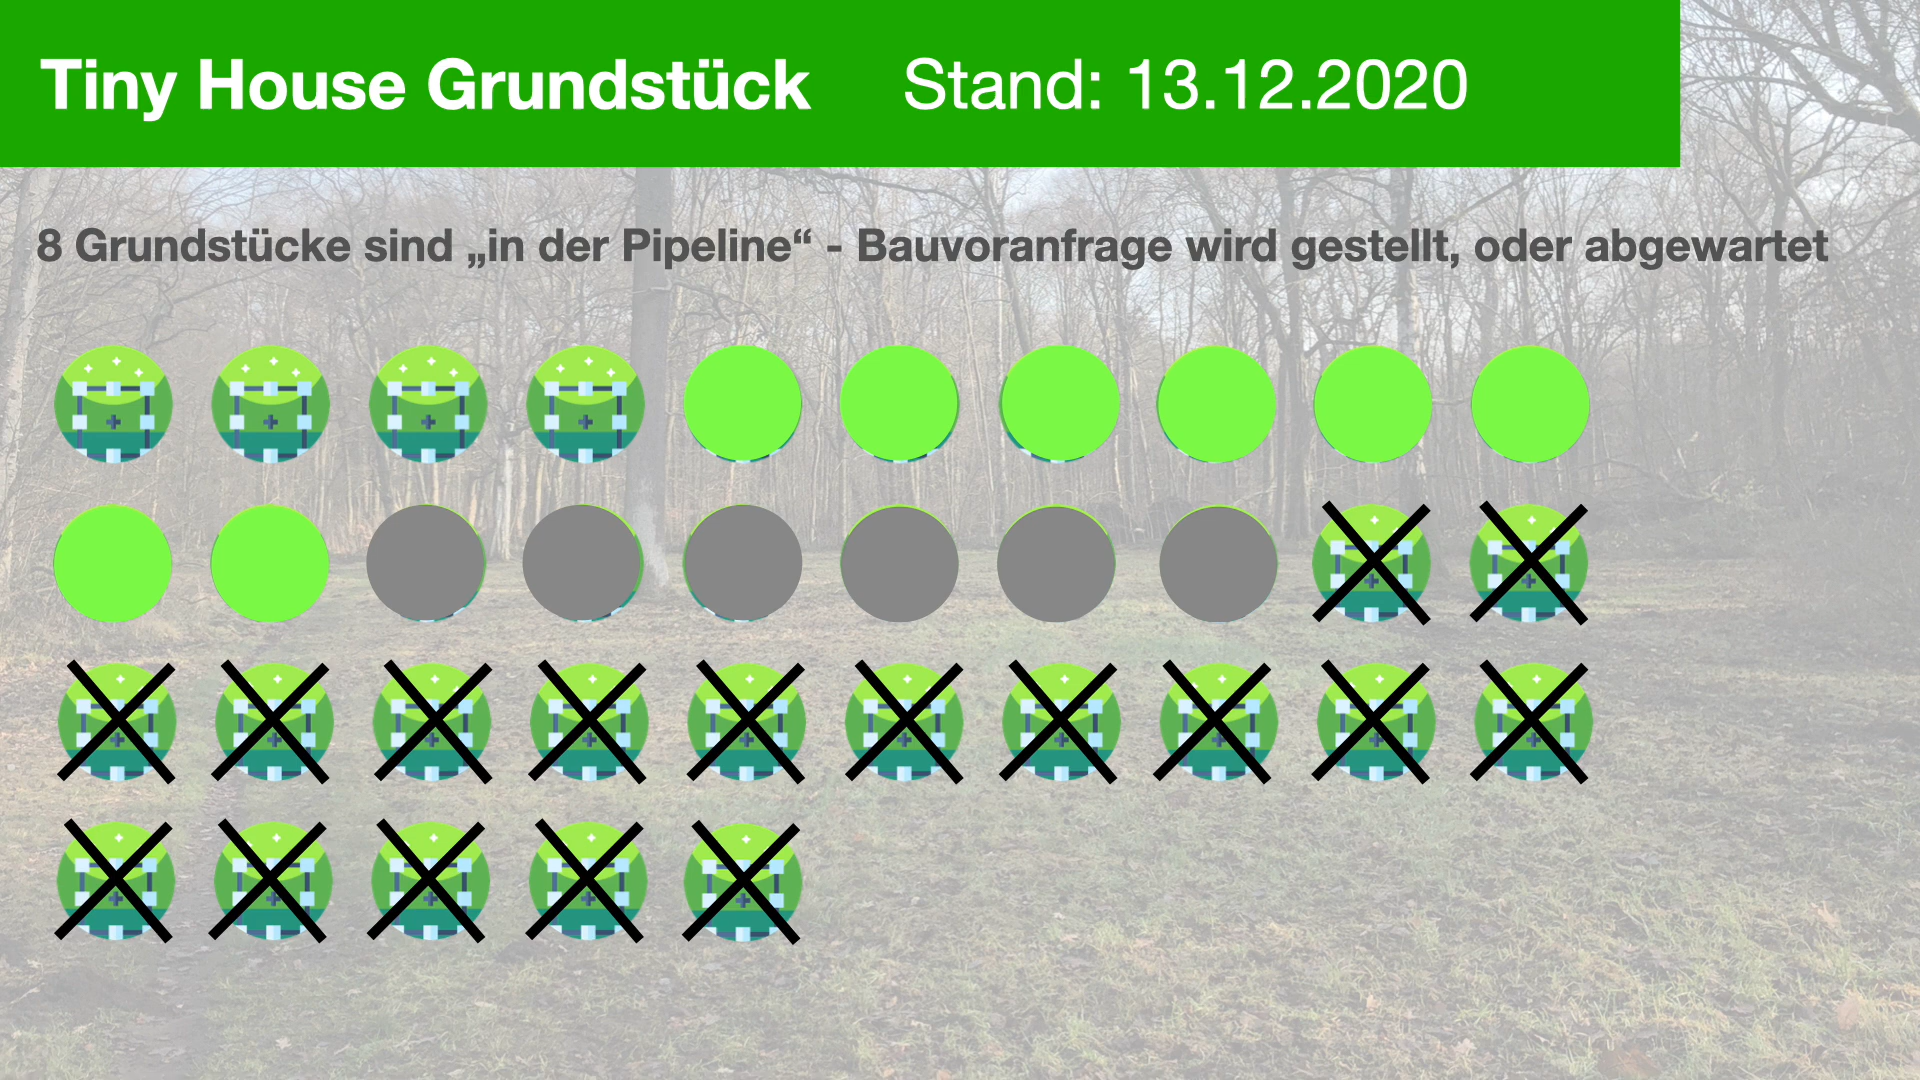 Tiny House Grundstück Stand: 13.12.2020
8 Grundstücke sind „in der Pipeline“ - Bauvoranfrage wird gestellt, oder abgewartet